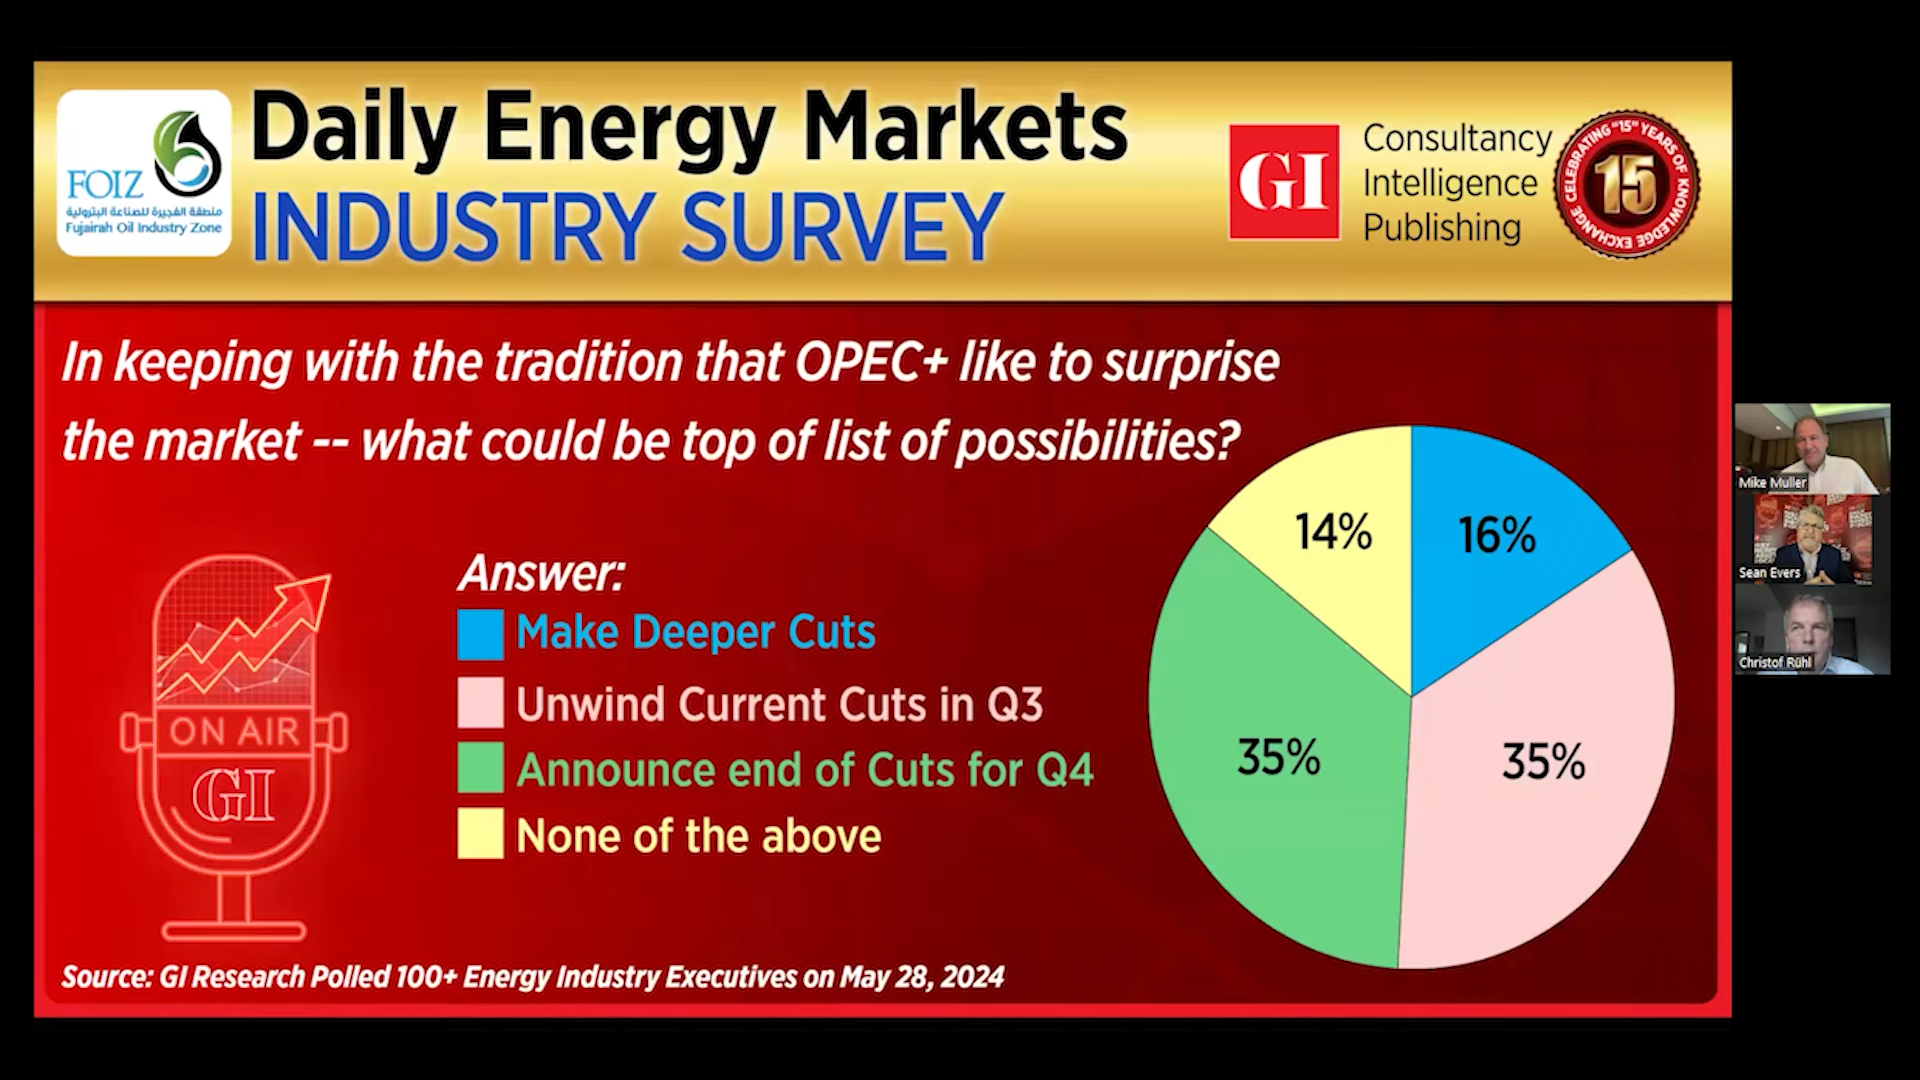 FOIZ
منطقة الفجيرة للصناعة البترولية
Fujairah Oil Industry Zone
Daily Energy Markets
INDUSTRY SURVEY
GI
Consultancy
Intelligence
Publishing
CELEBRATING "15" YEARS OF KNOWLEDGE EXCHANGE
15
In keeping with the tradition that OPEC+ like to surprise
the market -- what could be top of list of possibilities?
Answer:
Make Deeper Cuts
Unwind Current Cuts in Q3
Announce end of Cuts for Q4
None of the above
14%
16%
35%
35%
ON AIR
GI
Source: GI Research Polled 100+ Energy Industry Executives on May 28, 2024
Mike Muller
Sean Evers
Christof Rühl